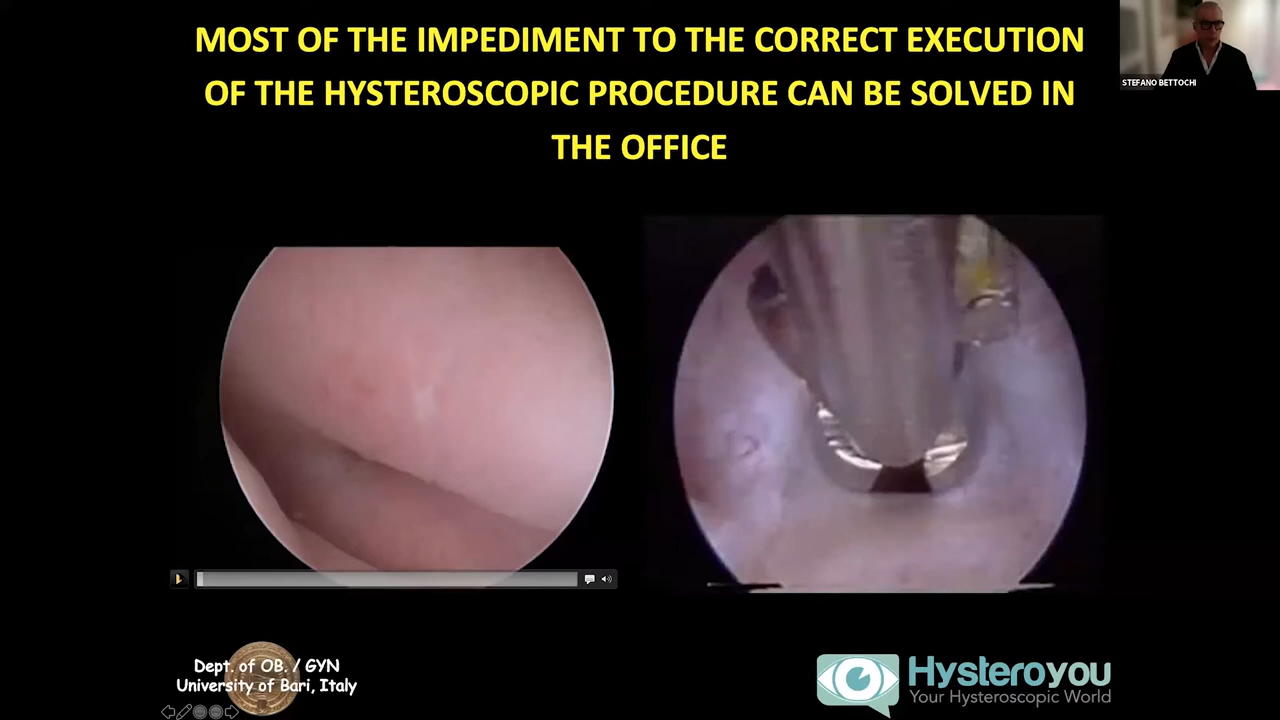 MOST OF THE IMPEDIMENT TO THE CORRECT EXECUTION
OF THE HYSTEROSCOPIC PROCEDURE CAN BE SOLVED IN
THE OFFICE
STEFANO BETTOCHI
Dept. of OB. / GYN
University of Bari, Italy
Hysteroyou
Your Hysteroscopic World